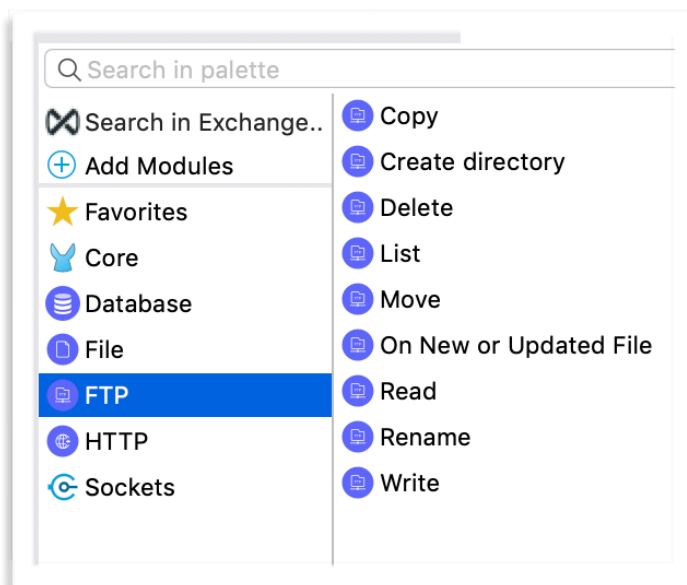 Search in palette
Search in Exchange..
Add Modules
Favorites
Core
Database
File
FTP
HTTP
Sockets
Copy
Create directory
Delete
List
Move
On New or Updated File
Read
Rename
Write